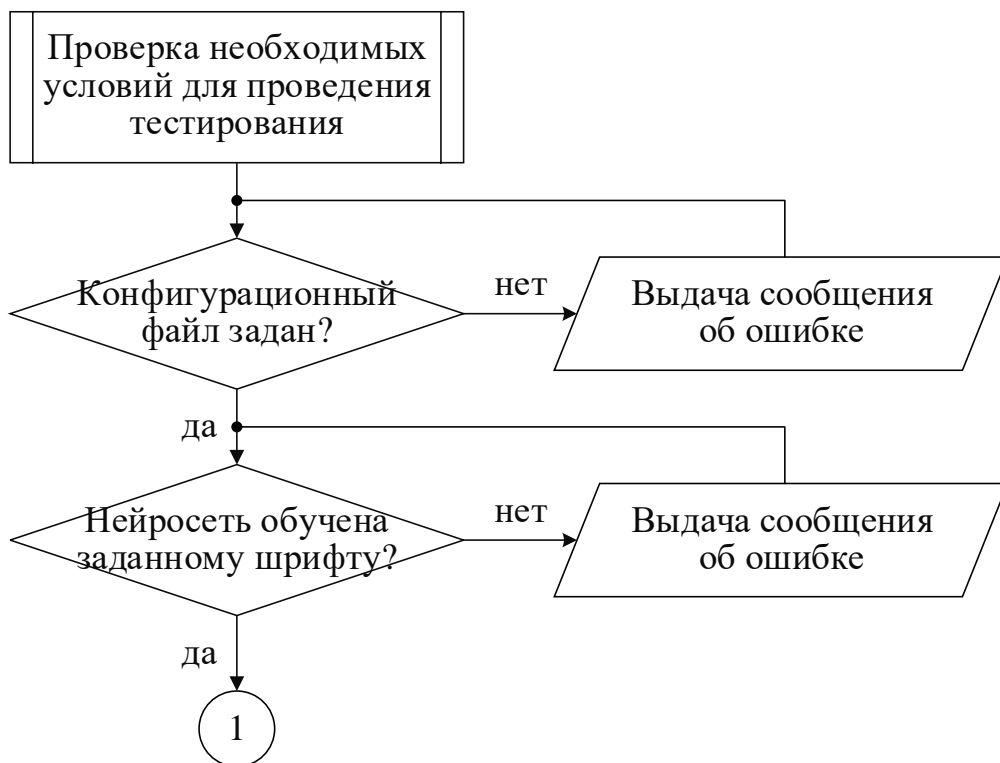 Проверка необходимых
условий для проведения
тестирования
Конфигурационный
файл задан?
нет
Выдача сообщения
об ошибке
да
Нейросеть обучена
заданному шрифту?
нет
Выдача сообщения
об ошибке
да
1